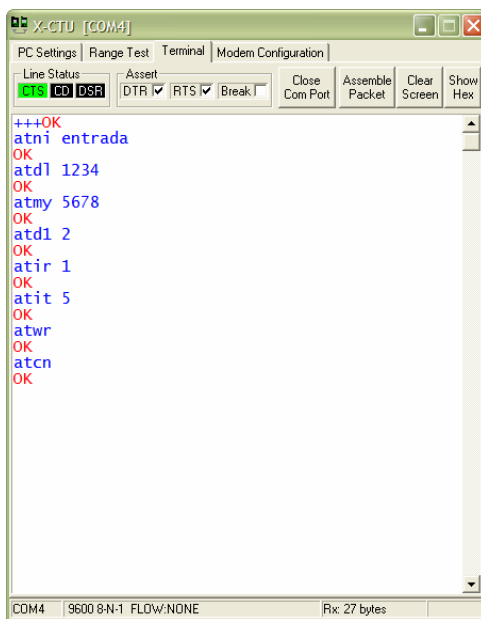 X-CTU [COM4]
PC Settings Range Test Terminal Modem Configuration
Line Status Assert
CTS CD DSR DTR RTS Break
Close Com Port
Assemble Packet
Clear Screen
Show Hex
+++OK
atni entrada
OK
atdl 1234
OK
atmy 5678
OK
atd1 2
OK
atir 1
OK
atit 5
OK
atwr
OK
atcn
OK
COM4 9600 8-N-1 FLOW:NONE Rx: 27 bytes